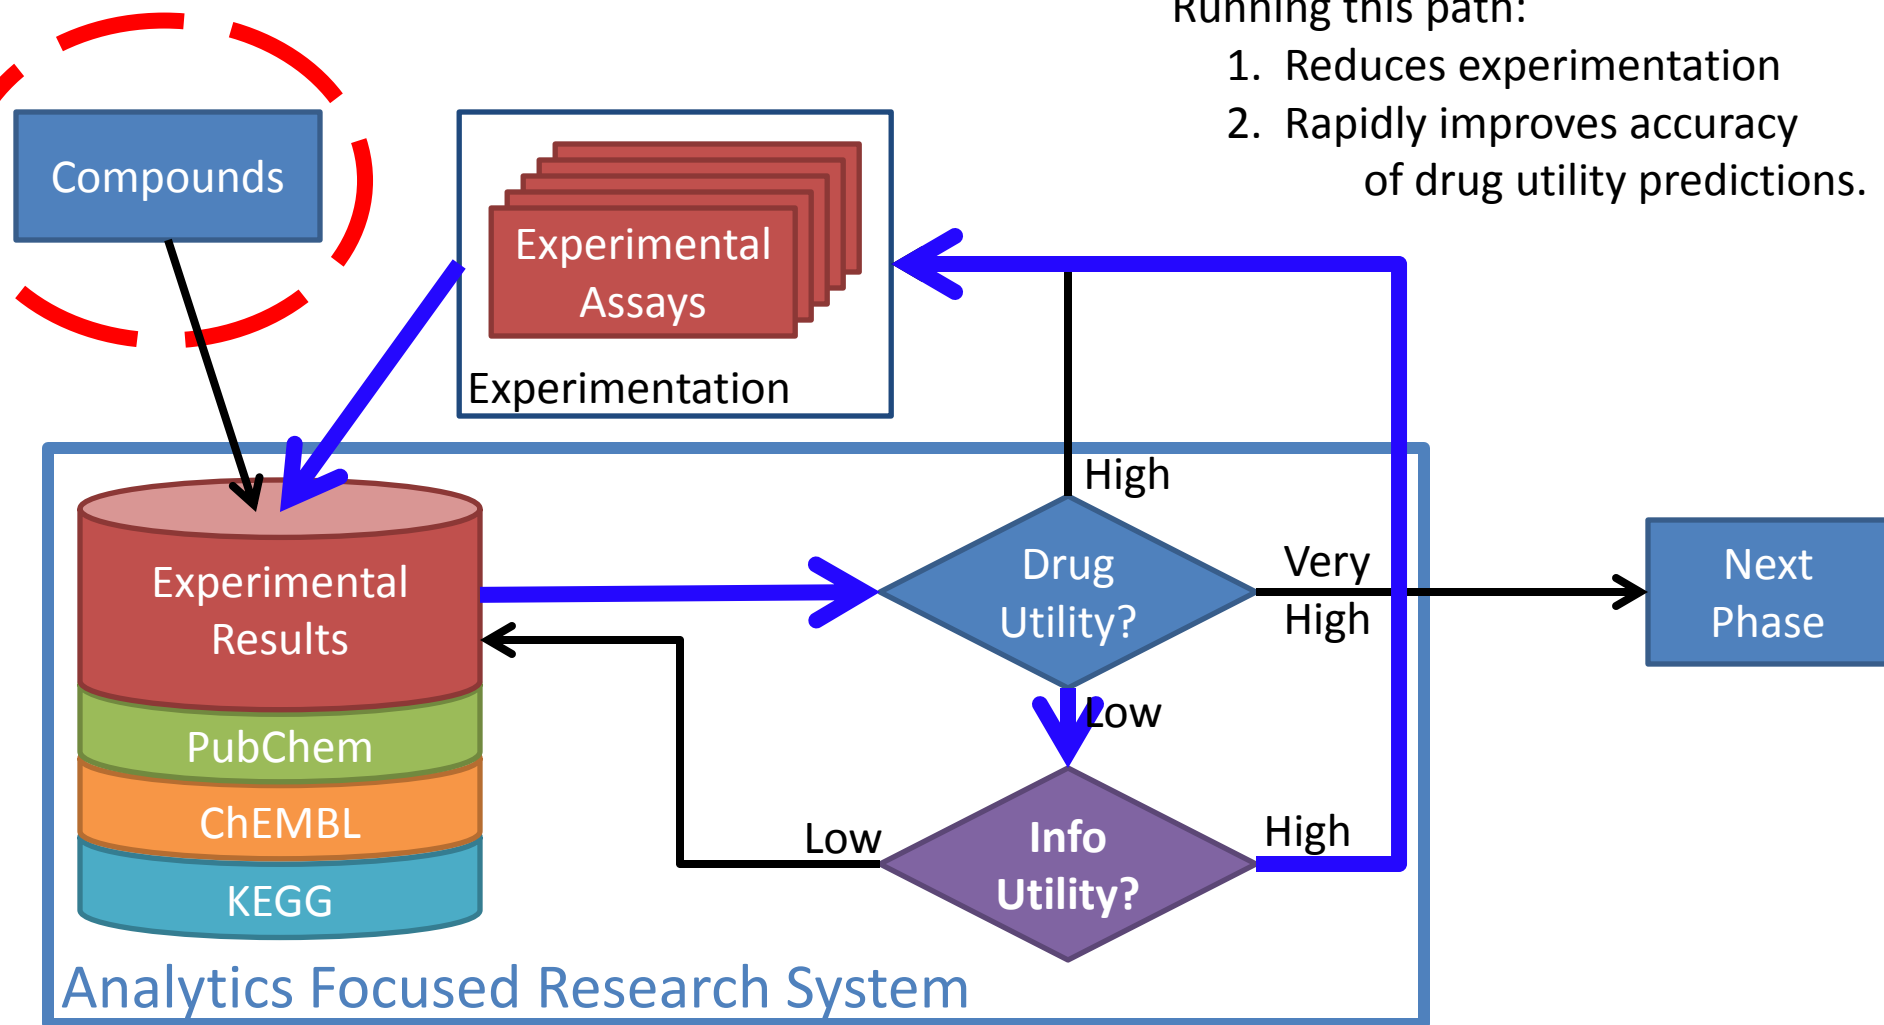 Running this path:
1. Reduces experimentation
2. Rapidly improves accuracy
of drug utility predictions.
Compounds
Experimental
Assays
Experimentation
High
Experimental
Results
Drug
Utility?
Very
High
Next
Phase
Low
PubChem
ChEMBL
KEGG
Low
Info
Utility?
High
Analytics Focused Research System